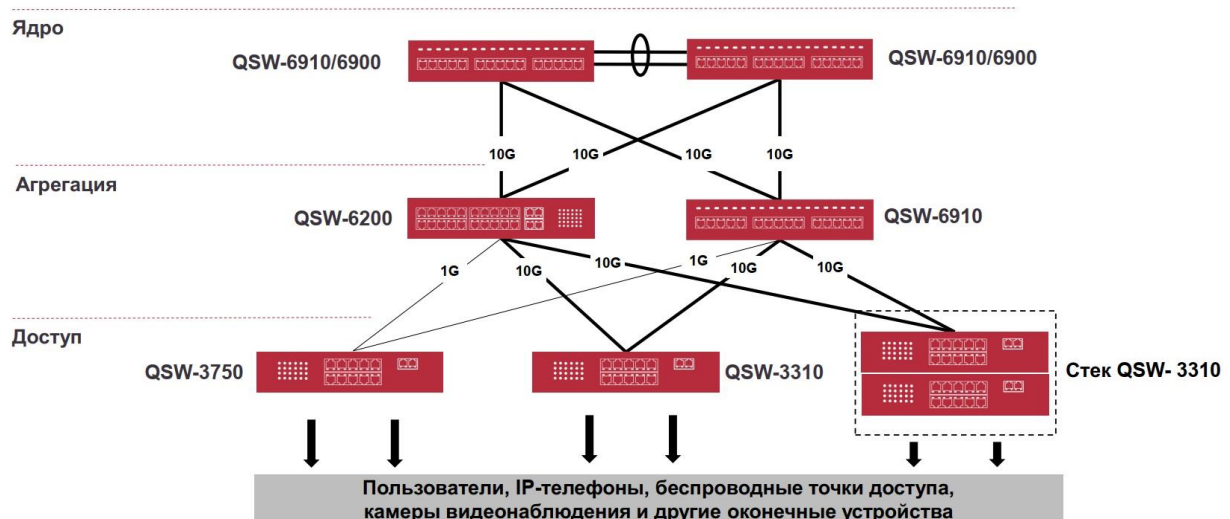 Ядро
QSW-6910/6900
QSW-6910/6900
10G
10G
10G
10G
Агрегация
QSW-6200
QSW-6910
1G
10G
10G
1G
10G
10G
Доступ
QSW-3750
QSW-3310
Стек QSW- 3310
Пользователи, IP-телефоны, беспроводные точки доступа,
камеры видеонаблюдения и другие оконечные устройства